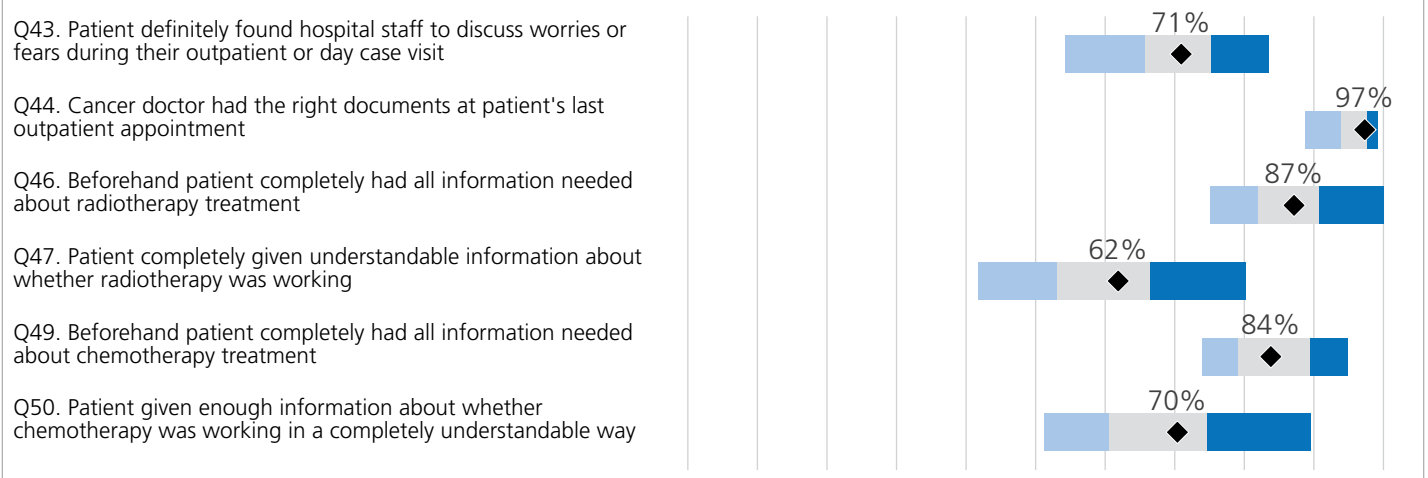 Q43. Patient definitely found hospital staff to discuss worries or
fears during their outpatient or day case visit
71%
Q44. Cancer doctor had the right documents at patient's last
outpatient appointment
97%
Q46. Beforehand patient completely had all information needed
about radiotherapy treatment
87%
Q47. Patient completely given understandable information about
whether radiotherapy was working
62%
Q49. Beforehand patient completely had all information needed
about chemotherapy treatment
84%
Q50. Patient given enough information about whether
chemotherapy was working in a completely understandable way
70%